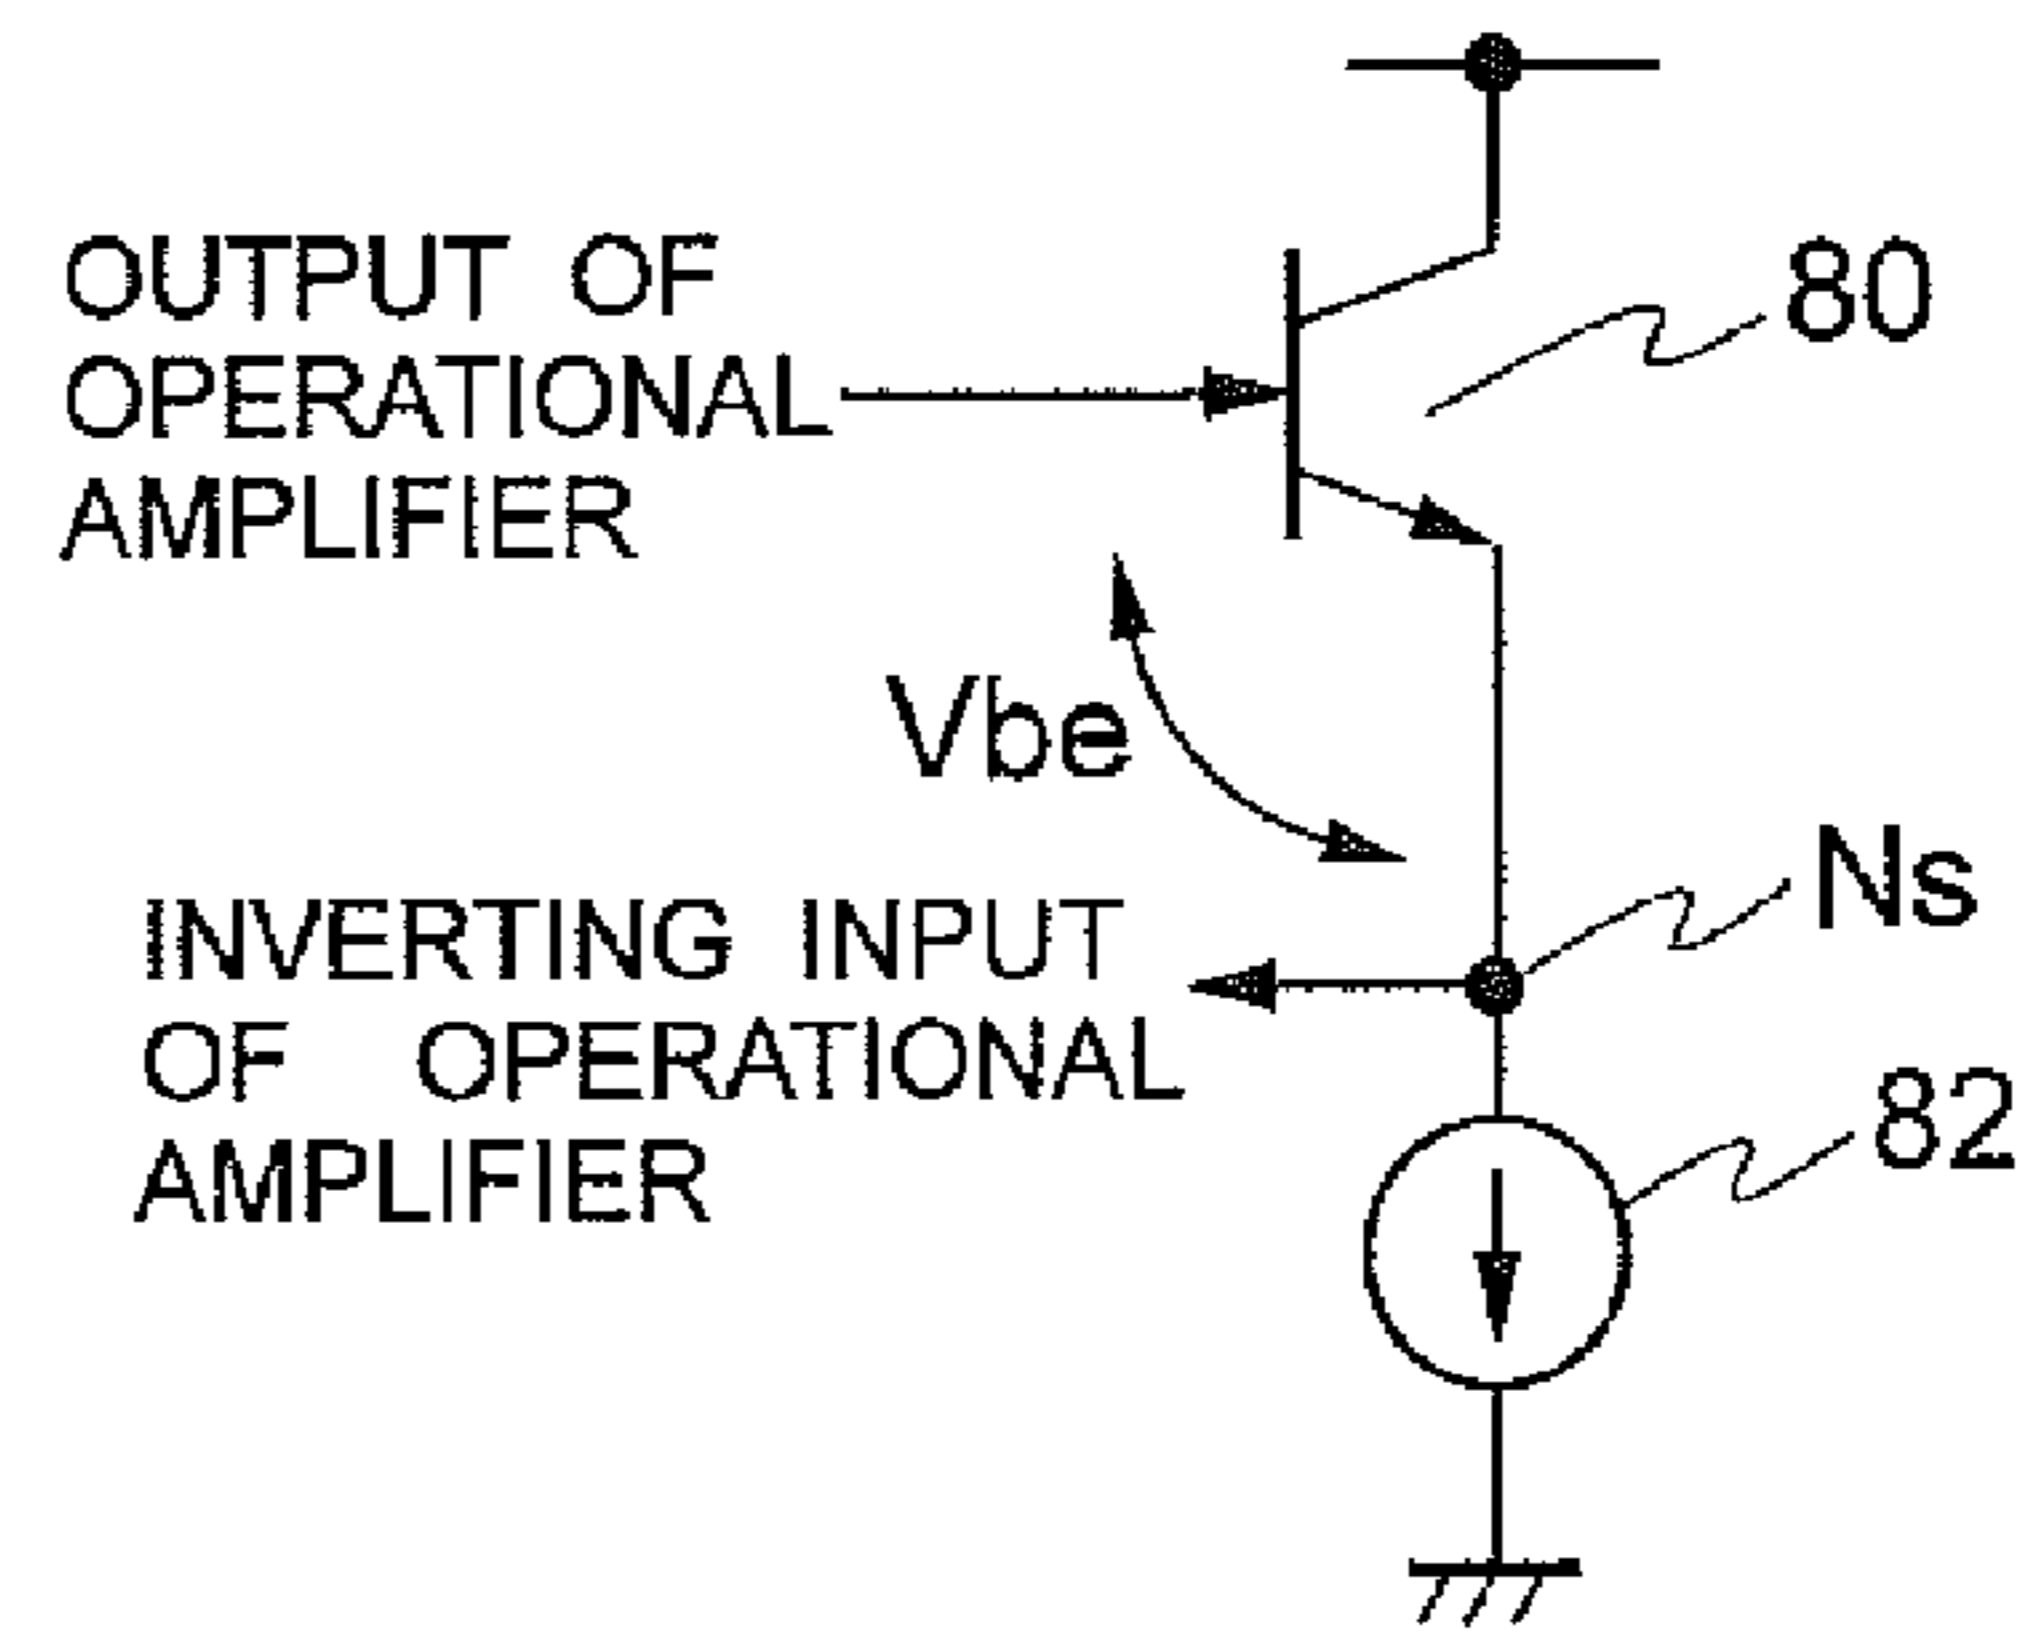 OUTPUT OF
OPERATIONAL
AMPLIFIER
80
Vbe
Ns
INVERTING INPUT
OF OPERATIONAL
AMPLIFIER
82